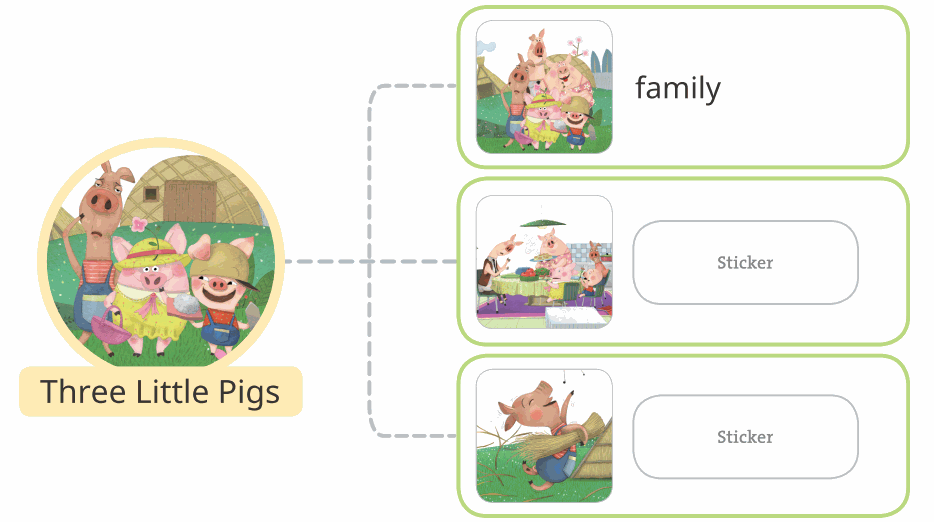 family
Sticker
Three Little Pigs
Sticker